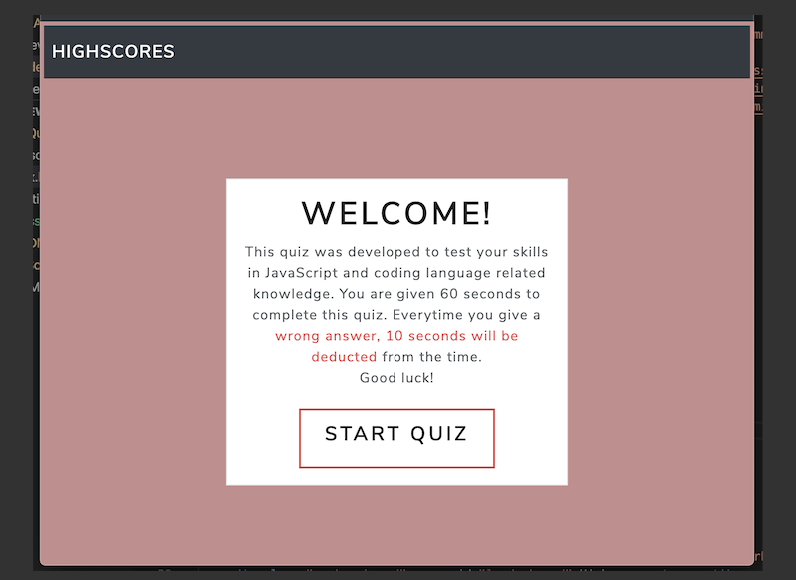 HIGHSCORES
WELCOME!
This quiz was developed to test your skills
in JavaScript and coding language related
knowledge. You are given 60 seconds to
complete this quiz. Everytime you give a
wrong answer, 10 seconds will be
deducted from the time.
Good luck!
START QUIZ